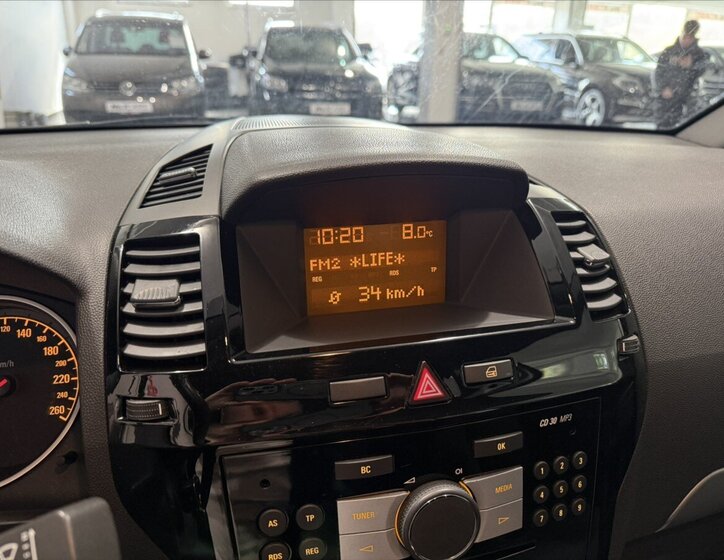 10:20 8.0°C
FM2 *LIFE*
REG RDS TP
Ø 34 km/h
120 140
160
180
200
220
240
260
CD 30 MP3
BC
OK
AS TP
RDS REG
TUNER
MEDIA
1 2 3
4 5 6
7 8 9